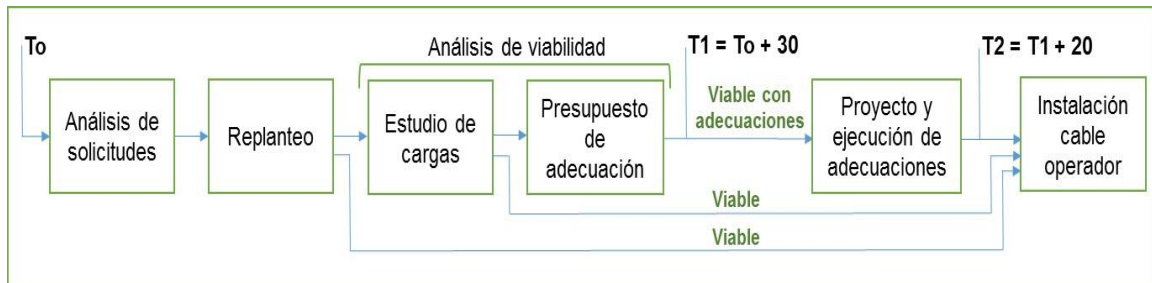 To
Análisis de viabilidad
T1 = To + 30
T2 = T1 + 20
Análisis de
solicitudes
Replanteo
Estudio de
cargas
Presupuesto
de
adecuación
Viable con
adecuaciones
Proyecto y
ejecución de
adecuaciones
Instalación
cable
operador
Viable
Viable